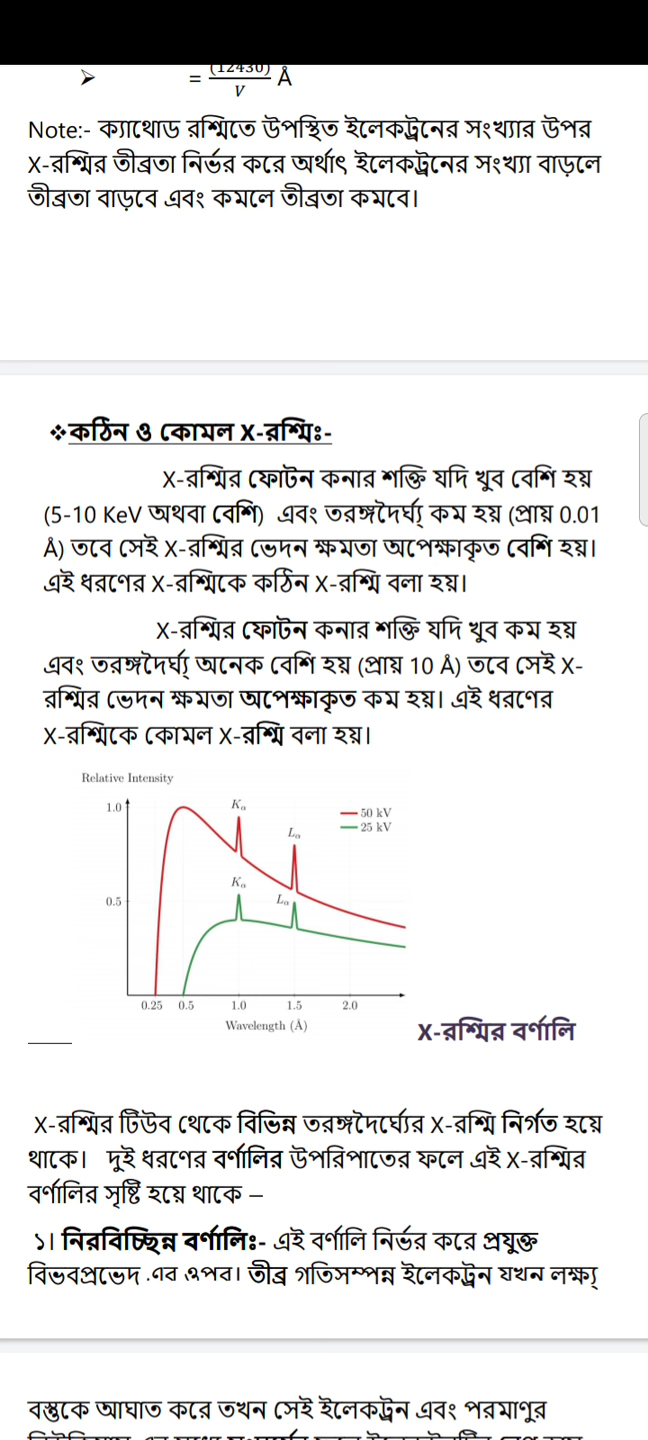 ➢ = (12430)/V Å
Note:- ক্যাথোড রশ্মিতে উপস্থিত ইলেকট্রনের সংখ্যার উপর
X-রশ্মির তীব্রতা নির্ভর করে অর্থাৎ ইলেকট্রনের সংখ্যা বাড়লে
তীব্রতা বাড়বে এবং কমলে তীব্রতা কমবে।
❖কঠিন ও কোমল X-রশ্মিঃ-
X-রশ্মির ফোটন কনার শক্তি যদি খুব বেশি হয়
(5-10 KeV অথবা বেশি) এবং তরঙ্গদৈর্ঘ্য কম হয় (প্রায় 0.01
Å) তবে সেই X-রশ্মির ভেদন ক্ষমতা অপেক্ষাকৃত বেশি হয়।
এই ধরণের X-রশ্মিকে কঠিন X-রশ্মি বলা হয়।
X-রশ্মির ফোটন কনার শক্তি যদি খুব কম হয়
এবং তরঙ্গদৈর্ঘ্য অনেক বেশি হয় (প্রায় 10 Å) তবে সেই X-
রশ্মির ভেদন ক্ষমতা অপেক্ষাকৃত কম হয়। এই ধরণের
X-রশ্মিকে কোমল X-রশ্মি বলা হয়।
Relative Intensity
1.0
0.5
Kα
Lα
Kα
Lα
50 kV
25 kV
0.25 0.5 1.0 1.5 2.0
Wavelength (Å)
X-রশ্মির বর্ণালি
X-রশ্মির টিউব থেকে বিভিন্ন তরঙ্গদৈর্ঘ্যের X-রশ্মি নির্গত হয়ে
থাকে। দুই ধরণের বর্ণালির উপরিপাতের ফলে এই X-রশ্মির
বর্ণালির সৃষ্টি হয়ে থাকে –
১। নিরবিচ্ছিন্ন বর্ণালিঃ- এই বর্ণালি নির্ভর করে প্রযুক্ত
বিভবপ্রভেদ .এর ওপর। তীব্র গতিসম্পন্ন ইলেকট্রন যখন লক্ষ্য
বস্তুকে আঘাত করে তখন সেই ইলেকট্রন এবং পরমাণুর